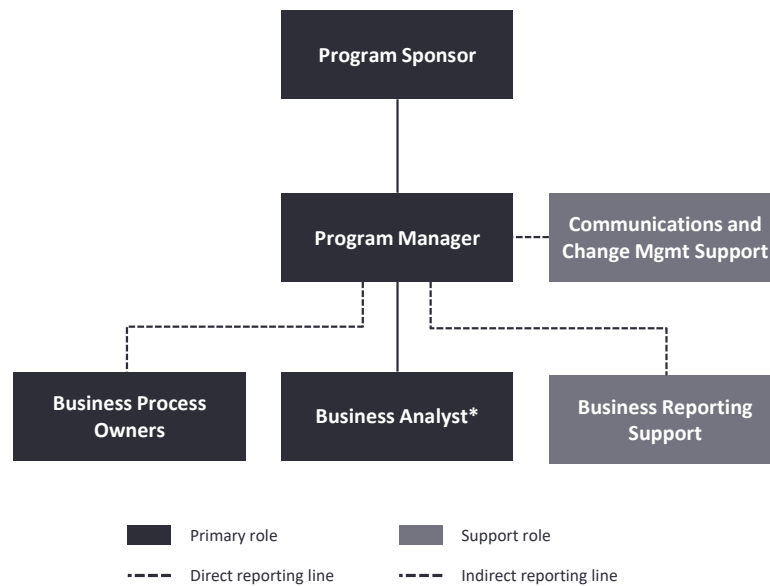 Program Sponsor
Program Manager
Communications and
Change Mgmt Support
Business Process
Owners
Business Analyst*
Business Reporting
Support
Primary role
Support role
Direct reporting line
Indirect reporting line